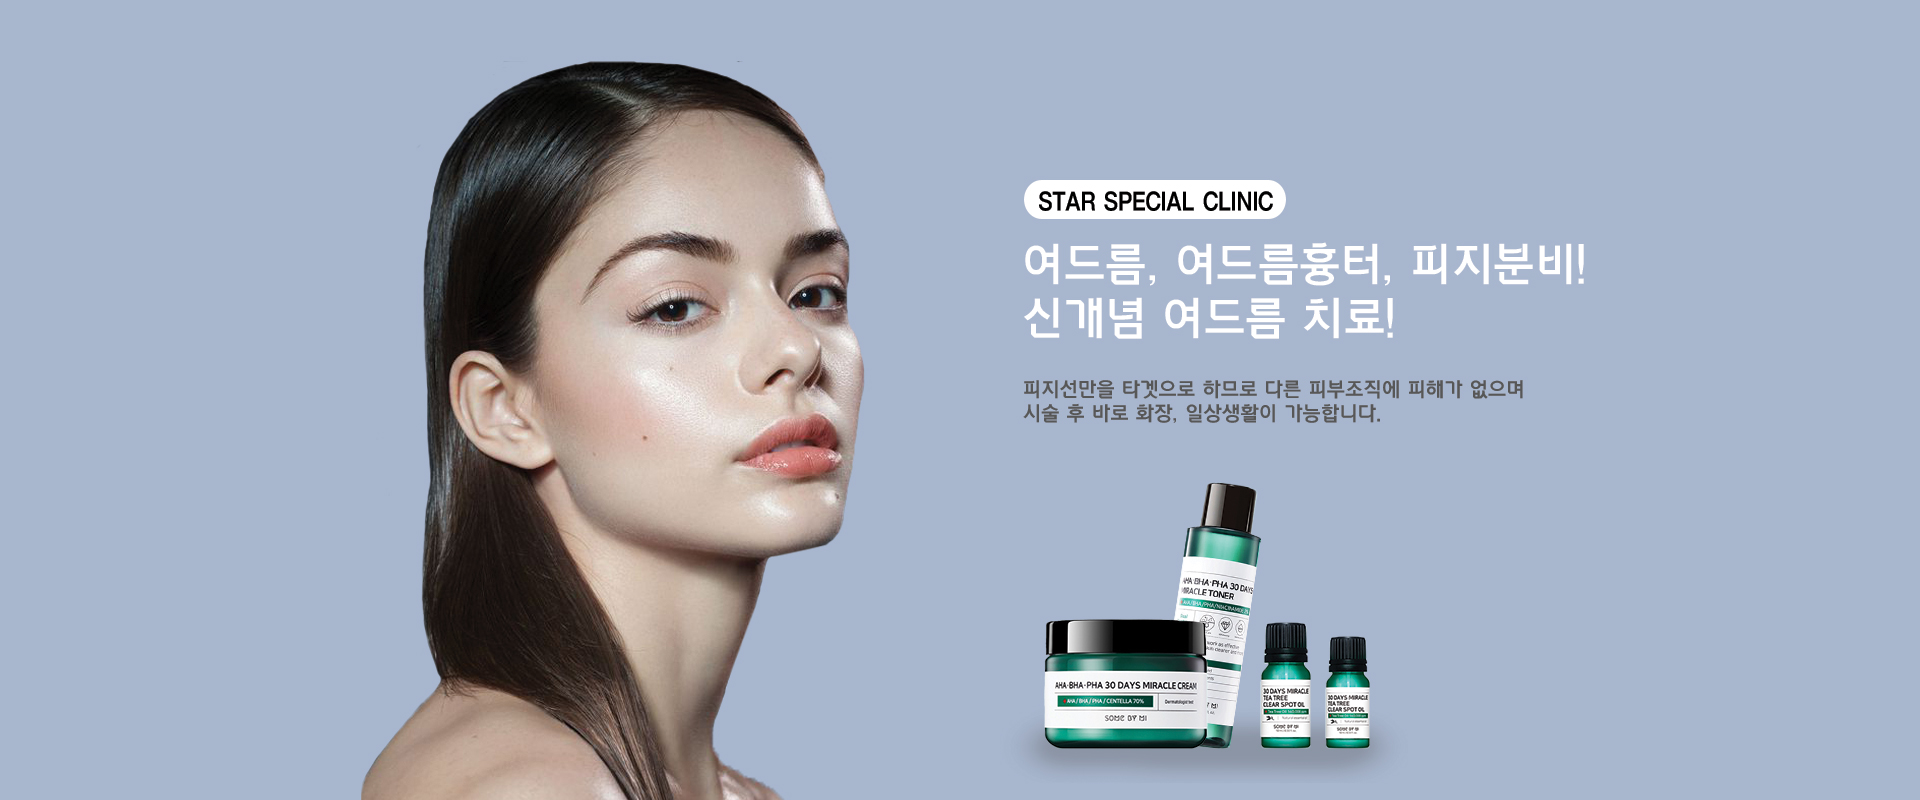 STAR SPECIAL CLINIC
여드름, 여드름흉터, 피지분비!
신개념 여드름 치료!
피지선만을 타겟으로 하므로 다른 피부조직에 피해가 없으며
시술 후 바로 화장, 일상생활이 가능합니다.
AHA·BHA·PHA 30 DAYS
MIRACLE TONER
AHA·BHA·PHA 30 DAYS MIRACLE CREAM
AHA / BHA / PHA / CENTELLA 70%
Dermatologist
SOME BY MI
30 DAYS MIRACLE
TEA TREE
CLEAR SPOT OIL
SOME BY MI
30 DAYS MIRACLE
TEA TREE
CLEAR SPOT OIL
SOME BY MI